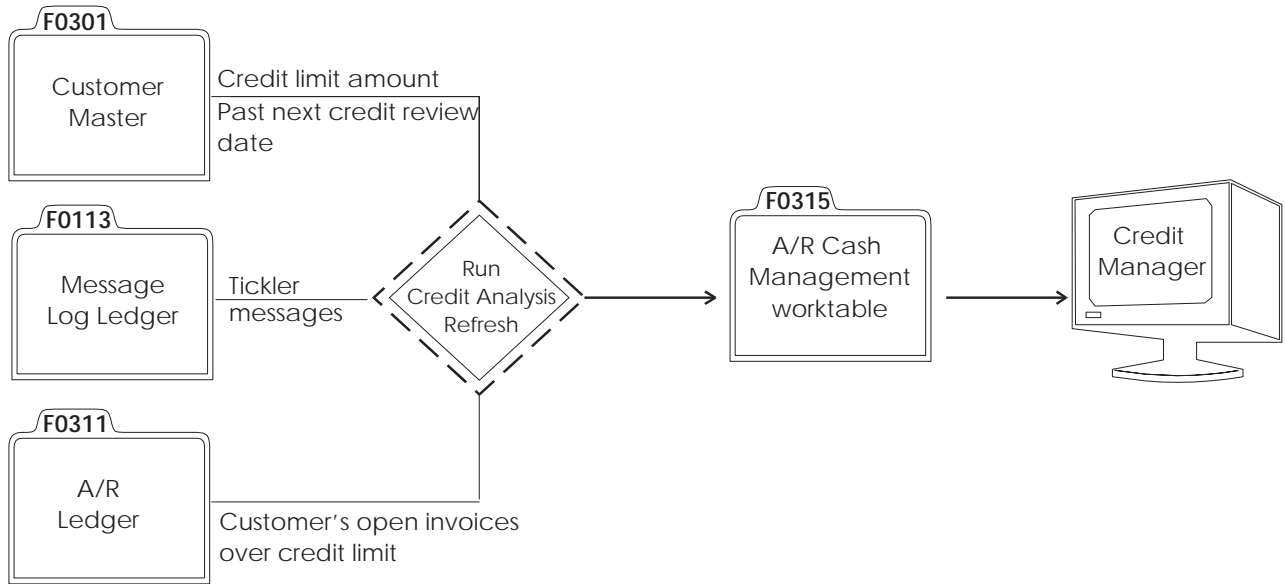 F0301
Customer
Master
Credit limit amount
Past next credit review
date
F0113
Message
Log Ledger
Tickler
messages
F0311
A/R
Ledger
Customer's open invoices
over credit limit
Run
Credit Analysis
Refresh
F0315
A/R Cash
Management
worktable
Credit
Manager